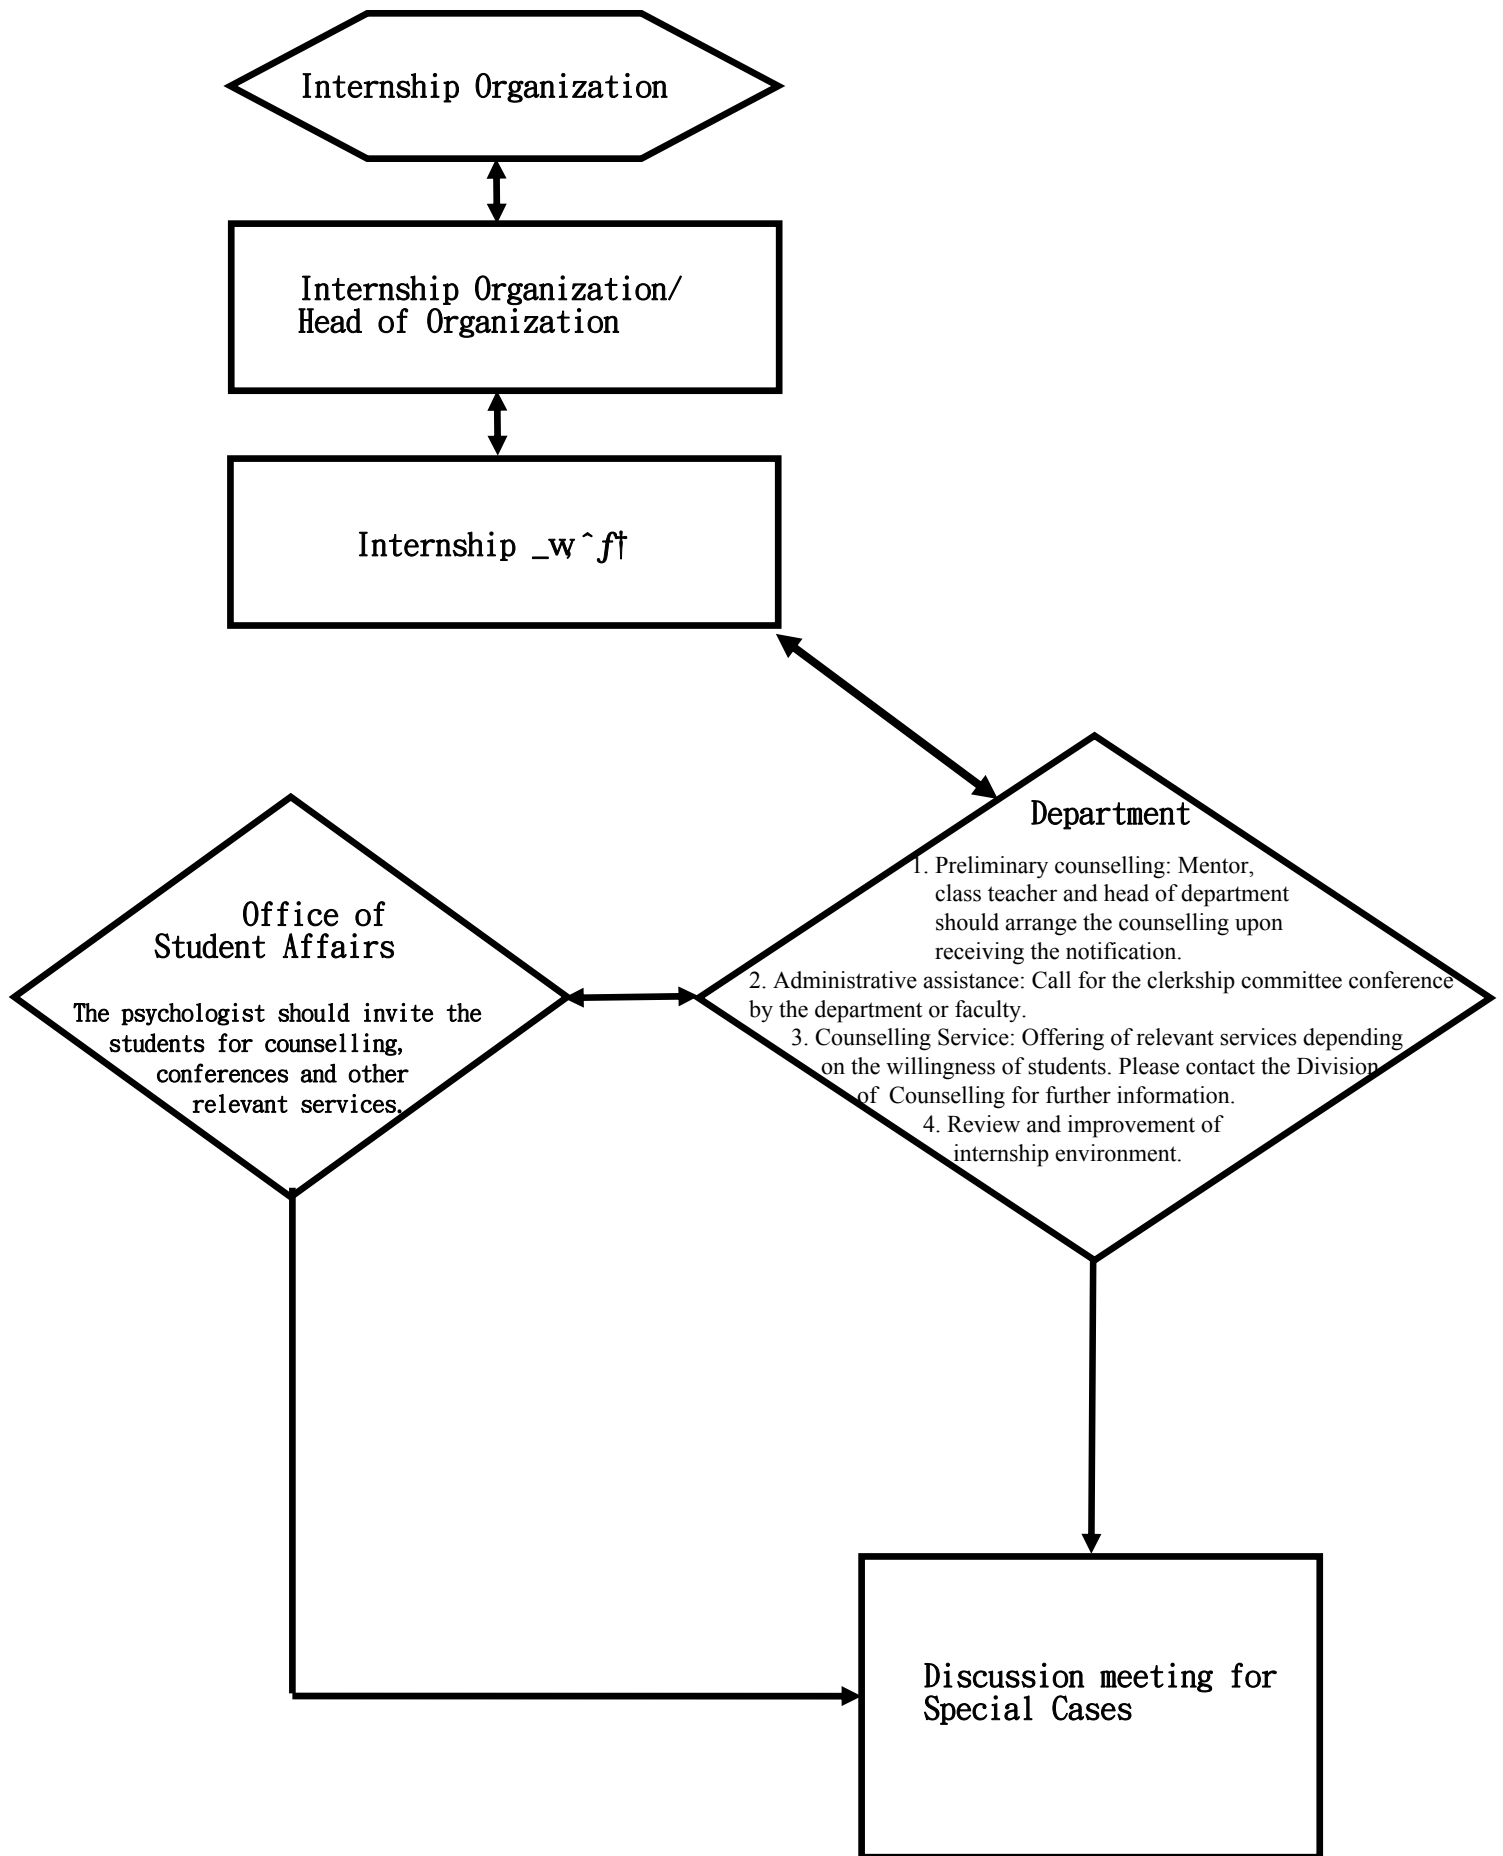 Internship Organization
Internship Organization/
Head of Organization
Internship
Department
1. Preliminary counselling: Mentor,
class teacher and head of department
should arrange the counselling upon
receiving the notification.
2. Administrative assistance: Call for the clerkship committee conference
by the department or faculty.
3. Counselling Service: Offering of relevant services depending
on the willingness of students. Please contact the Division
of Counselling for further information.
4. Review and improvement of
internship environment.
Office of
Student Affairs
The psychologist should invite the
students for counselling,
conferences and other
relevant services.
Discussion meeting for
Special Cases